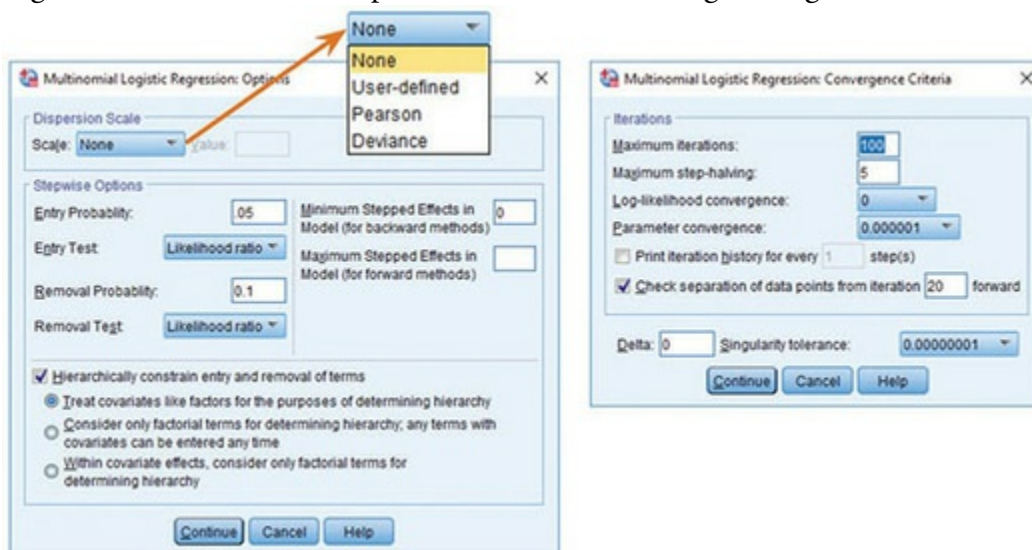 None
None
User-defined
Pearson
Deviance
Multinomial Logistic Regression: Options
Dispersion Scale
Scale: None Value:
Stepwise Options
Entry Probablity: .05
Entry Test: Likelihood ratio
Removal Probablity: 0.1
Removal Test: Likelihood ratio
Minimum Stepped Effects in 0
Model (for backward methods)
Maximum Stepped Effects in
Model (for forward methods)
Hierarchically constrain entry and removal of terms
Treat covariates like factors for the purposes of determining hierarchy
Consider only factorial terms for determining hierarchy; any terms with
covariates can be entered any time
Within covariate effects, consider only factorial terms for
determining hierarchy
Continue Cancel Help
Multinomial Logistic Regression: Convergence Criteria
Iterations
Maximum iterations: 100
Maximum step-halving: 5
Log-likelihood convergence: 0
Parameter convergence: 0.000001
Print iteration history for every 1 step(s)
Check separation of data points from iteration 20 forward
Delta: 0 Singularity tolerance: 0.00000001
Continue Cancel Help